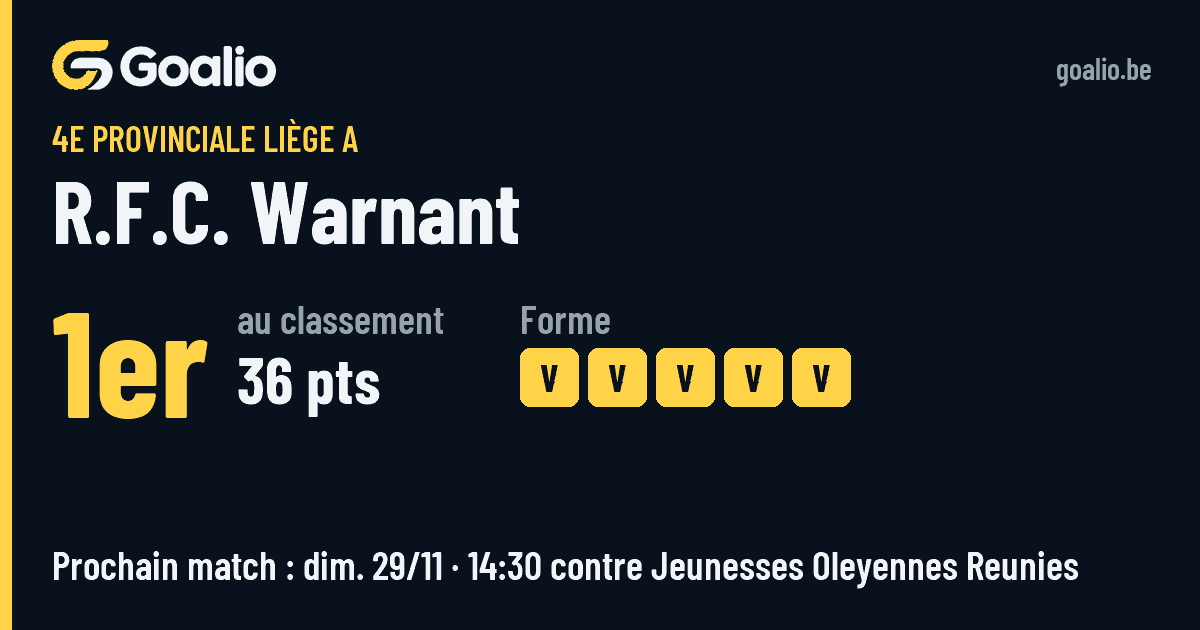 Goalio
goalio.be
4E PROVINCIALE LIÈGE A
R.F.C. Warnant
1er
au classement
36 pts
Forme
V V V V V
Prochain match : dim. 29/11 · 14:30 contre Jeunesses Oleyennes Reunies